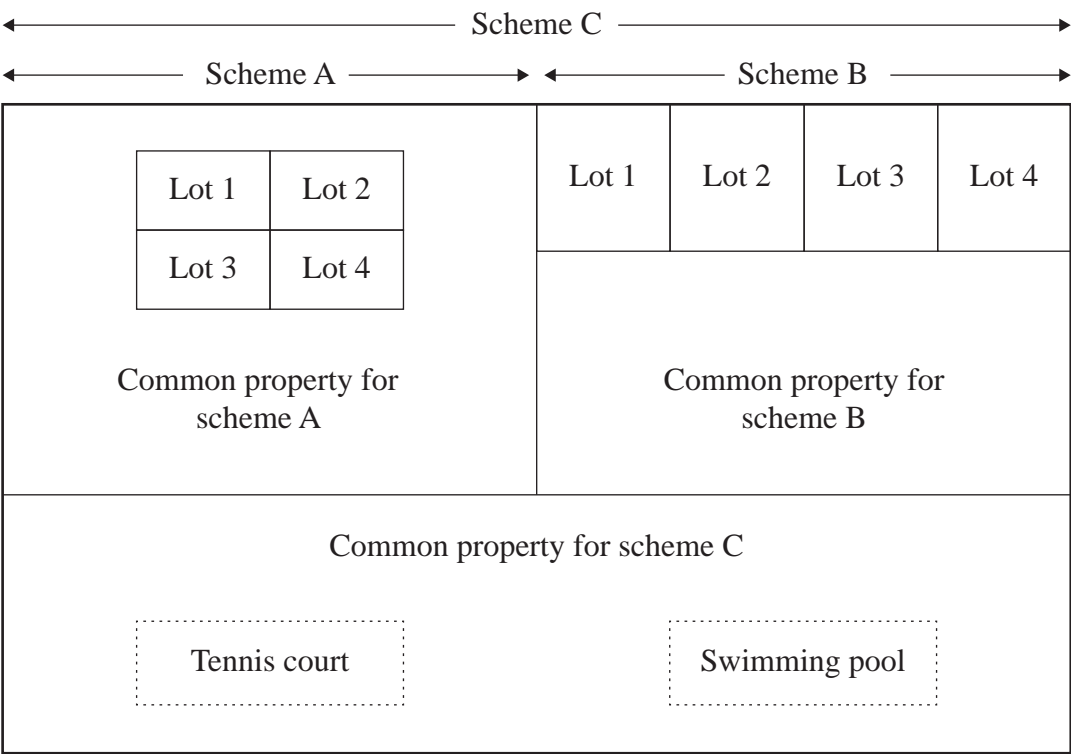 Scheme C
Scheme A
Scheme B
Lot 1
Lot 2
Lot 3
Lot 4
Common property for
scheme A
Lot 1
Lot 2
Lot 3
Lot 4
Common property for
scheme B
Common property for scheme C
Tennis court
Swimming pool